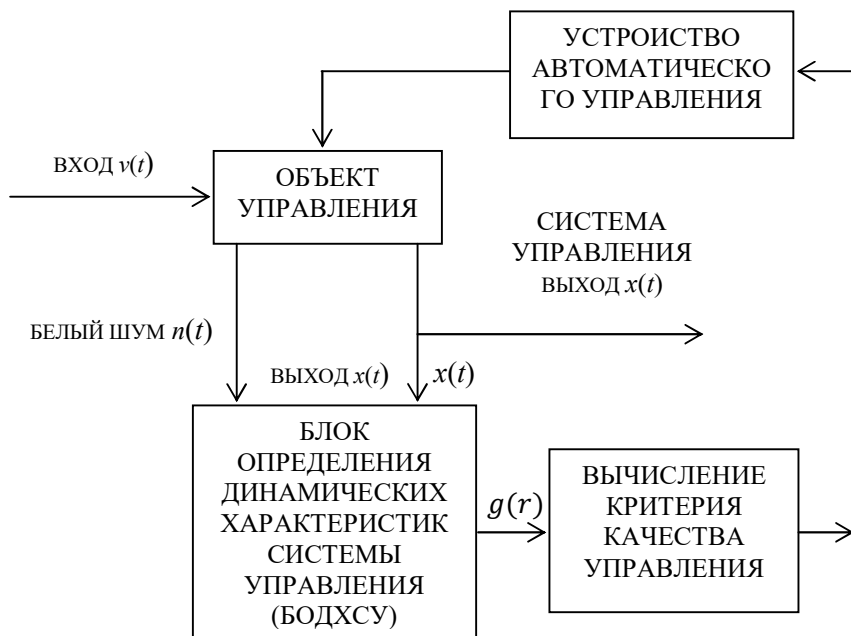 УСТРОИСТВО
АВТОМАТИЧЕСКО
ГО УПРАВЛЕНИЯ
ВХОД v(t)
ОБЪЕКТ
УПРАВЛЕНИЯ
СИСТЕМА
УПРАВЛЕНИЯ
ВЫХОД x(t)
БЕЛЫЙ ШУМ n(t)
ВЫХОД x(t)
x(t)
БЛОК
ОПРЕДЕЛЕНИЯ
ДИНАМИЧЕСКИХ
ХАРАКТЕРИСТИК
СИСТЕМЫ
УПРАВЛЕНИЯ
(БОДХСУ)
g(r)
ВЫЧИСЛЕНИЕ
КРИТЕРИЯ
КАЧЕСТВА
УПРАВЛЕНИЯ